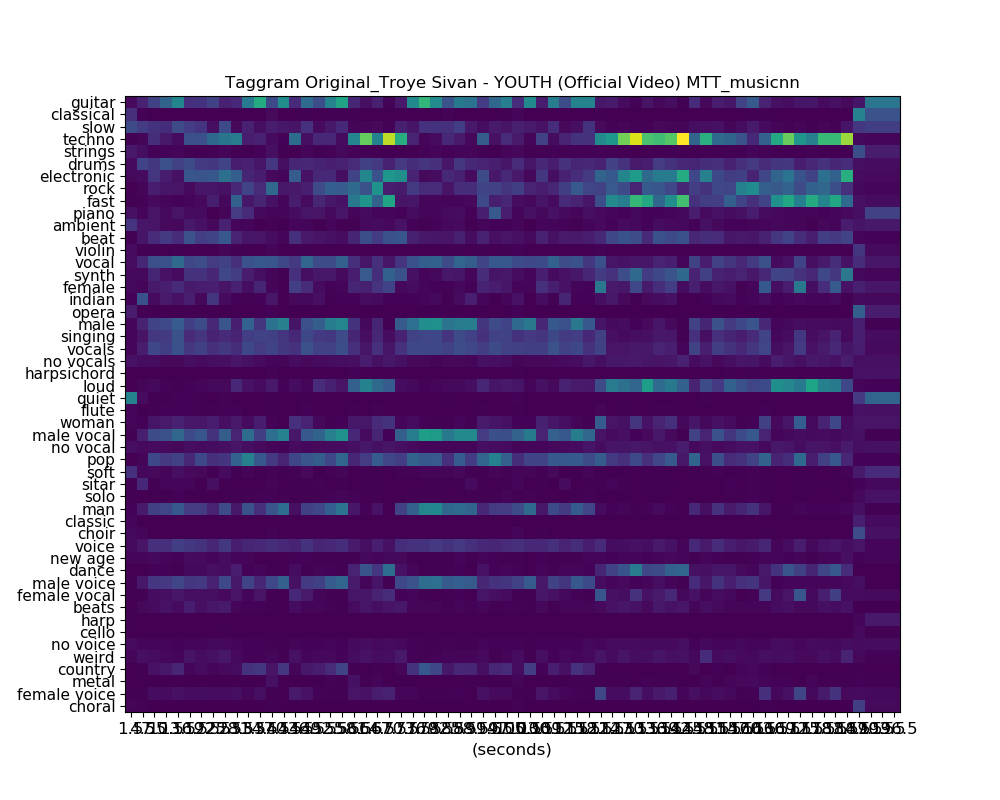 Taggram Original_Troye Sivan - YOUTH (Official Video) MTT_musicnn
guitar
classical
slow
techno
strings
drums
electronic
rock
fast
piano
ambient
beat
violin
vocal
synth
female
indian
opera
male
singing
vocals
no vocals
harpsichord
loud
quiet
flute
woman
male vocal
no vocal
pop
soft
sitar
solo
man
classic
choir
voice
new age
dance
male voice
female vocal
beats
harp
cello
no voice
weird
country
metal
female voice
choral
(seconds)